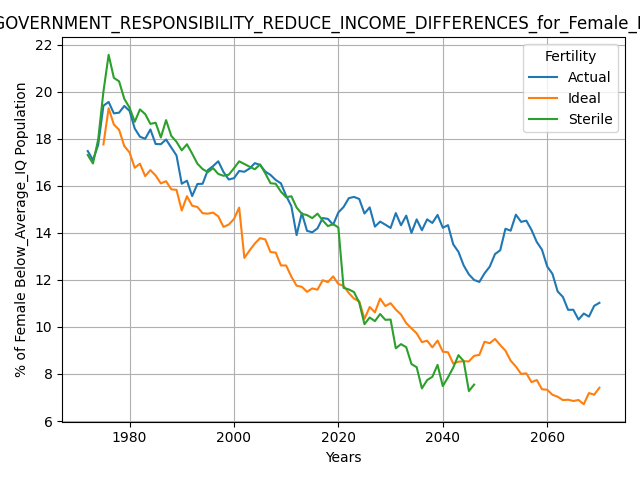 GOVERNMENT_RESPONSIBILITY_REDUCE_INCOME_DIFFERENCES_for_Female_
Fertility
Actual
Ideal
Sterile
% of Female Below_Average_IQ Population
22
20
18
16
14
12
10
8
6
1980
2000
2020
2040
2060
Years